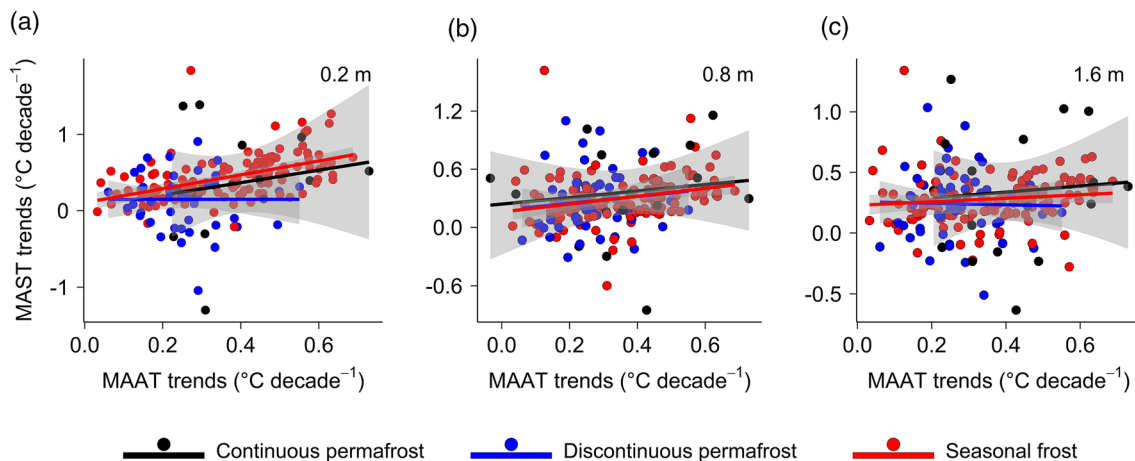 (a)
(b)
(c)
0.2 m
0.8 m
1.6 m
MAST trends (°C decade⁻¹)
1
0
-1
1.2
0.6
0.0
-0.6
1.0
0.5
0.0
-0.5
0.0 0.2 0.4 0.6
0.0 0.2 0.4 0.6
0.0 0.2 0.4 0.6
MAAT trends (°C decade⁻¹)
MAAT trends (°C decade⁻¹)
MAAT trends (°C decade⁻¹)
Continuous permafrost
Discontinuous permafrost
Seasonal frost